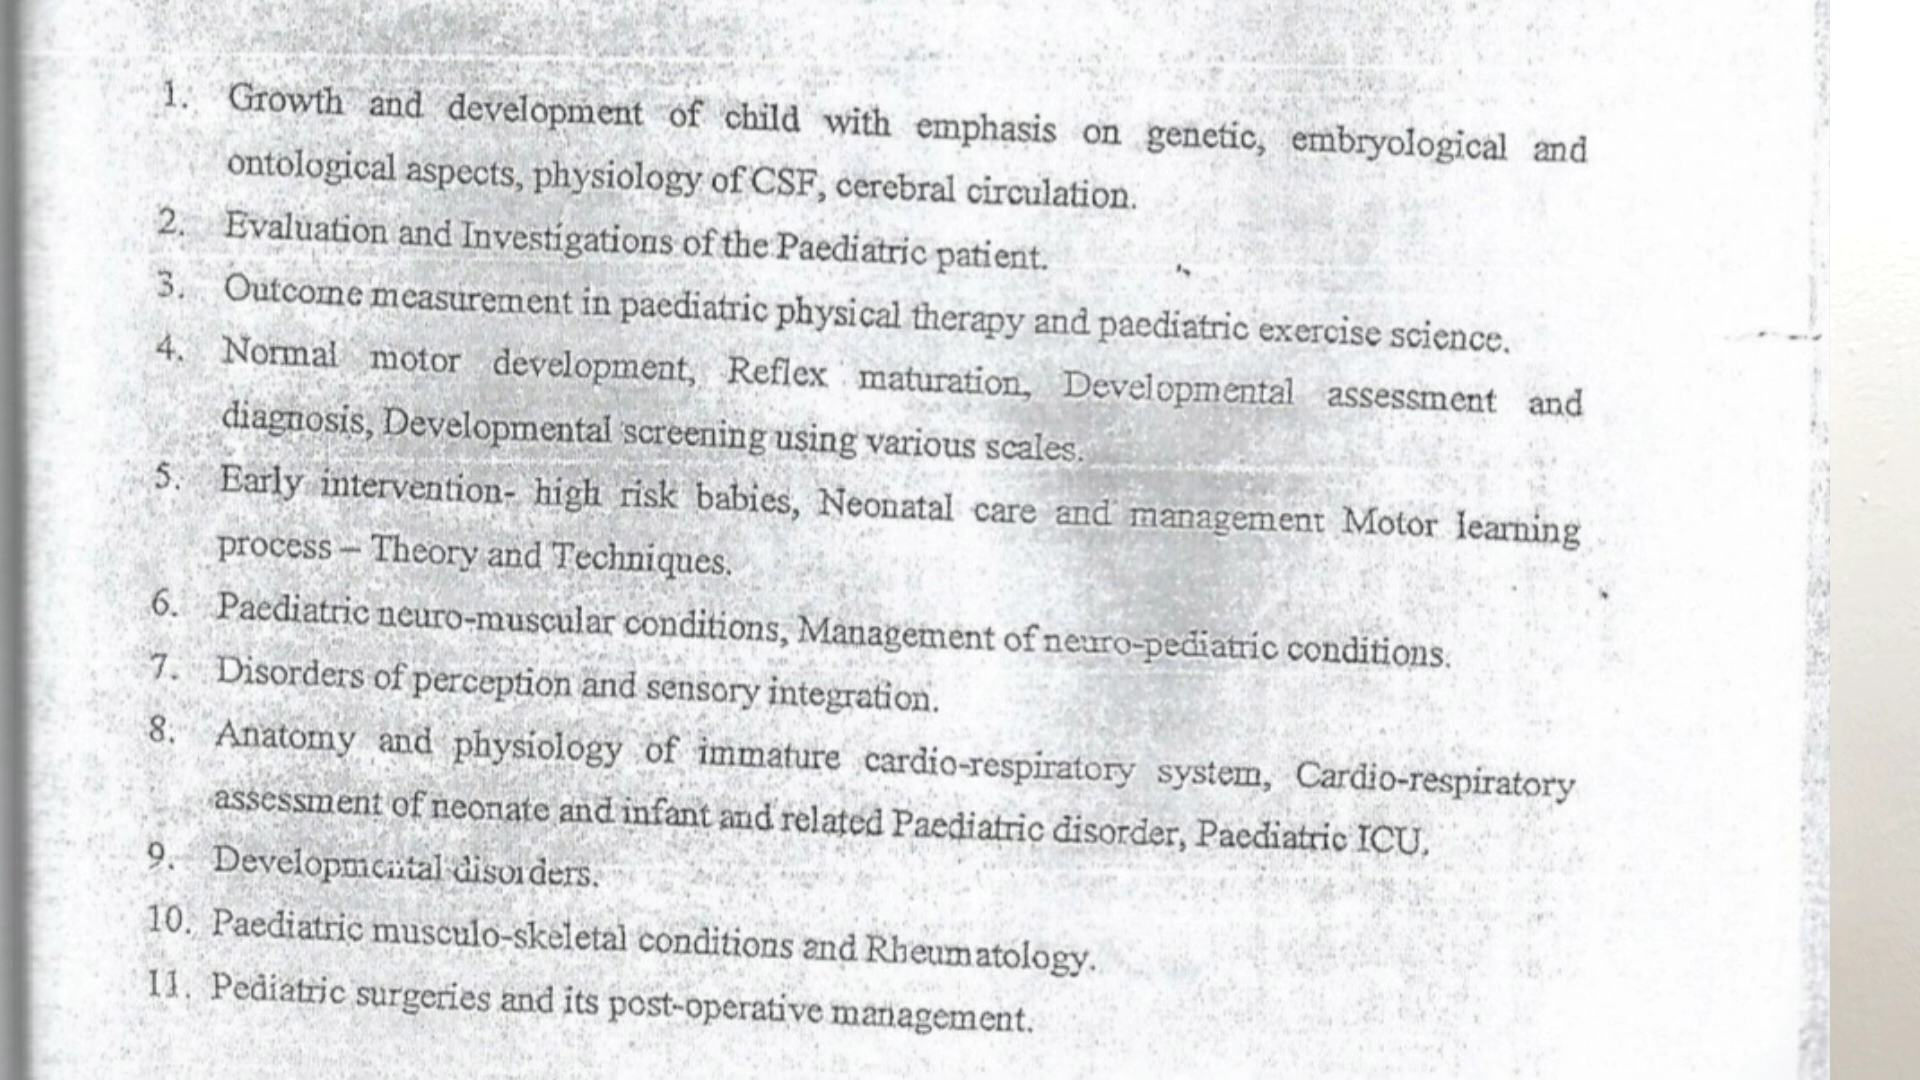 1. Growth and development of child with emphasis on genetic, embryological and
ontological aspects, physiology of CSF, cerebral circulation.
2. Evaluation and Investigations of the Paediatric patient.
3. Outcome measurement in paediatric physical therapy and paediatric exercise science.
4. Normal motor development, Reflex maturation, Developmental assessment and
diagnosis, Developmental screening using various scales.
5. Early intervention- high risk babies, Neonatal care and management Motor learning
process – Theory and Techniques.
6. Paediatric neuro-muscular conditions, Management of neuro-pediatric conditions.
7. Disorders of perception and sensory integration.
8. Anatomy and physiology of immature cardio-respiratory system, Cardio-respiratory
assessment of neonate and infant and related Paediatric disorder, Paediatric ICU.
9. Developmental disorders.
10. Paediatric musculo-skeletal conditions and Rheumatology.
11. Pediatric surgeries and its post-operative management.